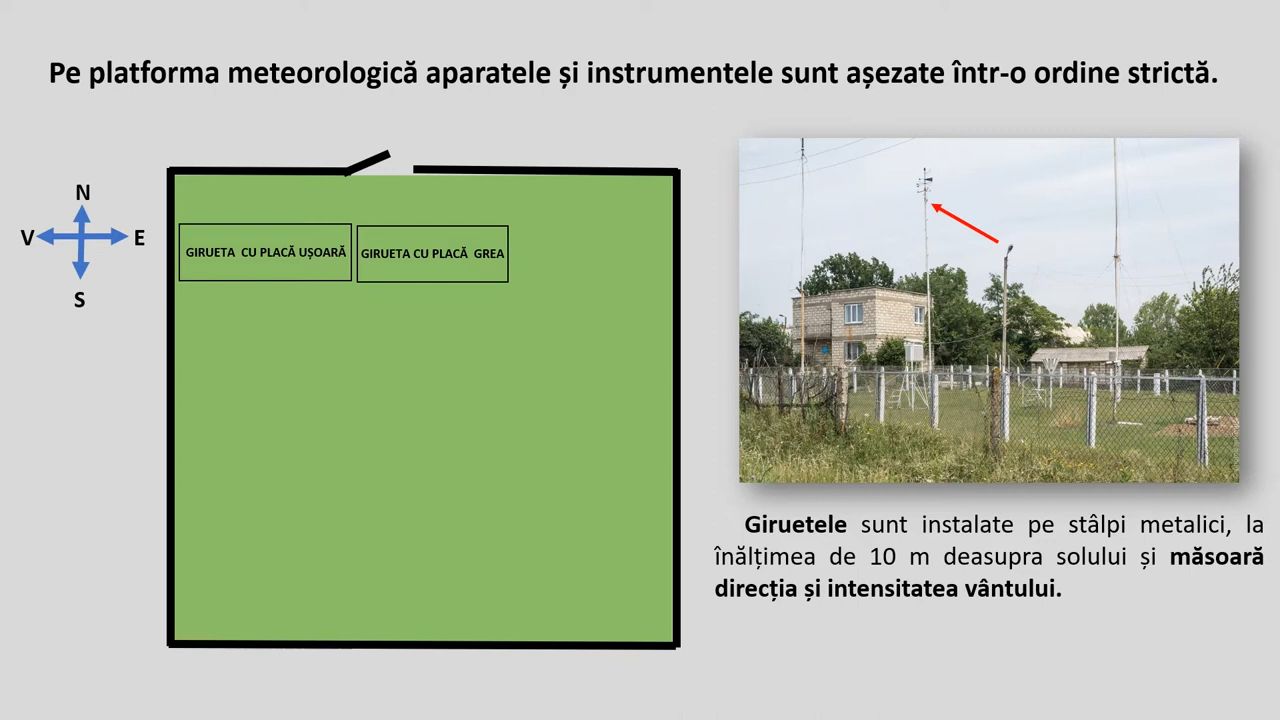 Pe platforma meteorologică aparatele și instrumentele sunt așezate într-o ordine strictă.
N
V
E
S
GIRUETA CU PLACĂ UȘOARĂ
GIRUETA CU PLACĂ GREA
Giruetele sunt instalate pe stâlpi metalici, la
înălțimea de 10 m deasupra solului și măsoară
direcția și intensitatea vântului.